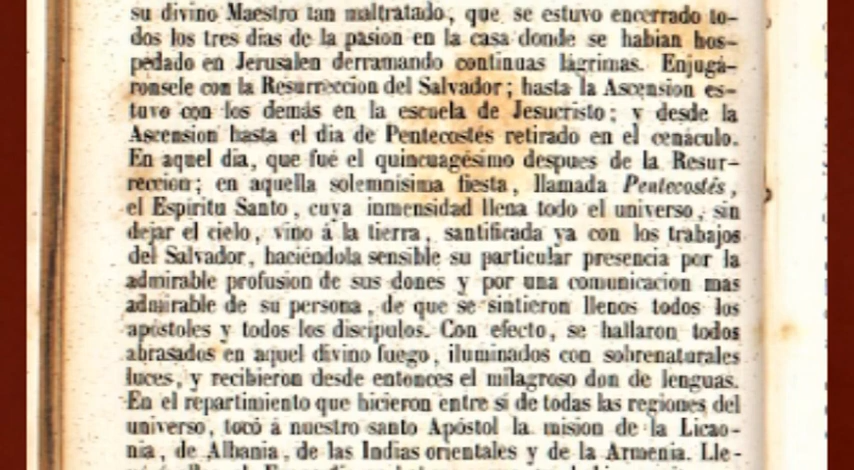 su divino Maestro tan maltratado, que se estuvo encerrado to-
dos los tres dias de la pasion en la casa donde se habian hos-
pedado en Jerusalen derramando continuas lágrimas. Enjugá-
ronsele con la Resurreccion del Salvador; hasta la Ascension es-
tuvo con los demás en la escuela de Jesucristo; y desde la
Ascension hasta el dia de Pentecostés retirado en el cenáculo.
En aquel dia, que fué el quincuagésimo despues de la Resur-
reccion; en aquella solemnísima fiesta, llamada Pentecostés,
el Espíritu Santo, cuya inmensidad llena todo el universo, sin
dejar el cielo, vino á la tierra, santificada ya con los trabajos
del Salvador, haciéndola sensible su particular presencia por la
admirable profusion de sus dones y por una comunicacion mas
admirable de su persona, de que se sintieron llenos todos los
apóstoles y todos los discípulos. Con efecto, se hallaron todos
abrasados en aquel divino fuego, iluminados con sobrenaturales
luces, y recibieron desde entonces el milagroso don de lenguas.
En el repartimiento que hicieron entre sí de todas las regiones del
universo, tocó á nuestro santo Apóstol la mision de la Licao-
nia, de Albania, de las Indias orientales y de la Armenia. Lle-